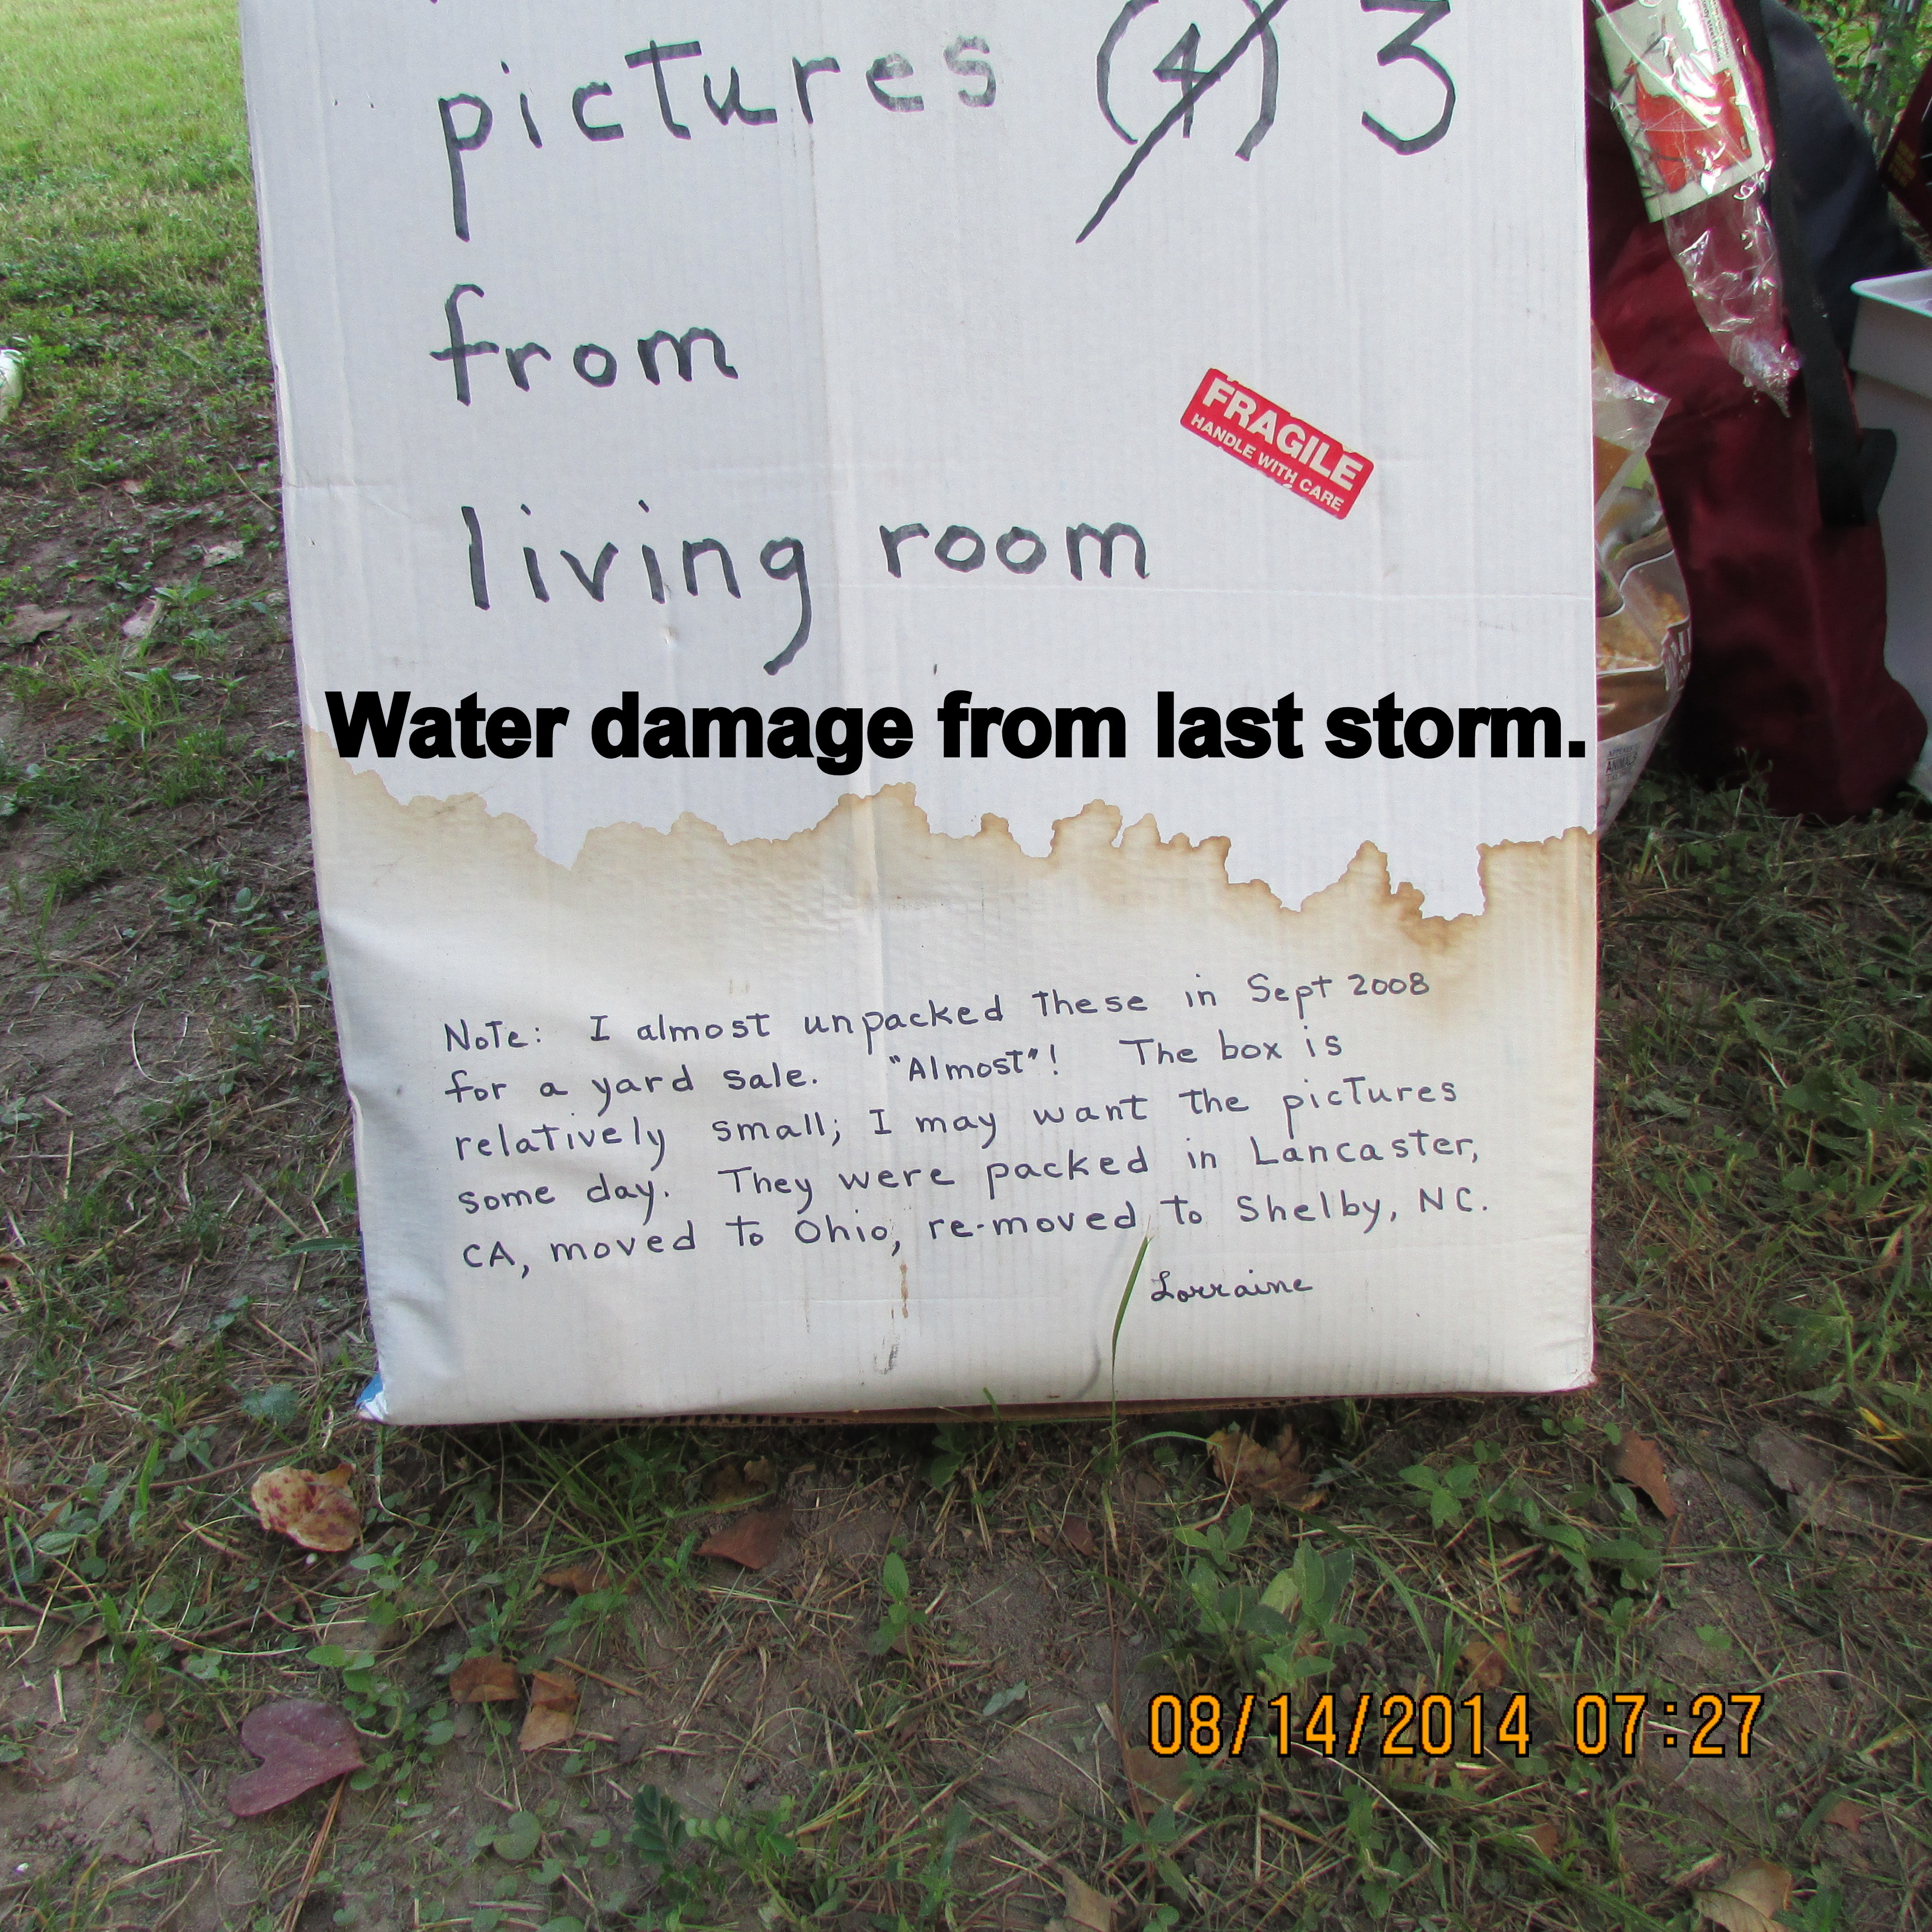 pictures (4) 3
from
living room
FRAGILE
HANDLE WITH CARE
Water damage from last storm.
Note: I almost unpacked these in Sept 2008
for a yard sale. "Almost"! The box is
relatively small; I may want the pictures
some day. They were packed in Lancaster,
CA, moved to Ohio, re-moved to Shelby, NC.
Lorraine
08/14/2014 07:27